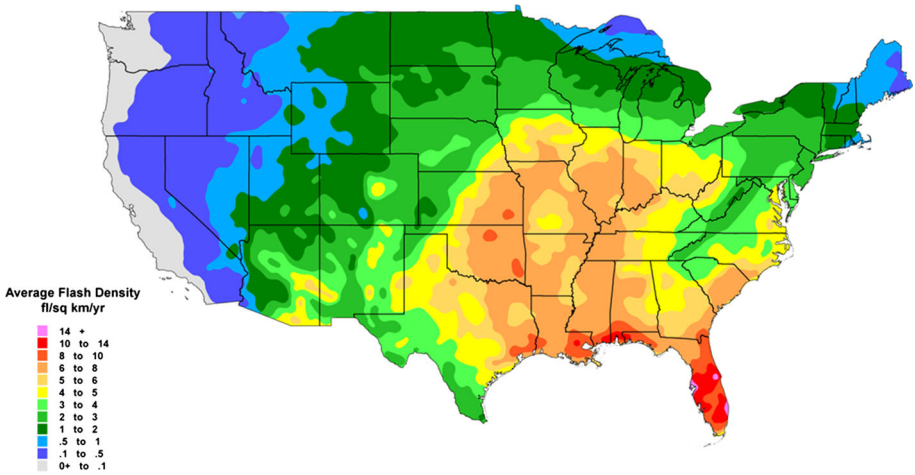 Average Flash Density
fl/sq km/yr
14 +
10 to 14
8 to 10
6 to 8
5 to 6
4 to 5
3 to 4
2 to 3
1 to 2
.5 to 1
.1 to .5
0+ to .1